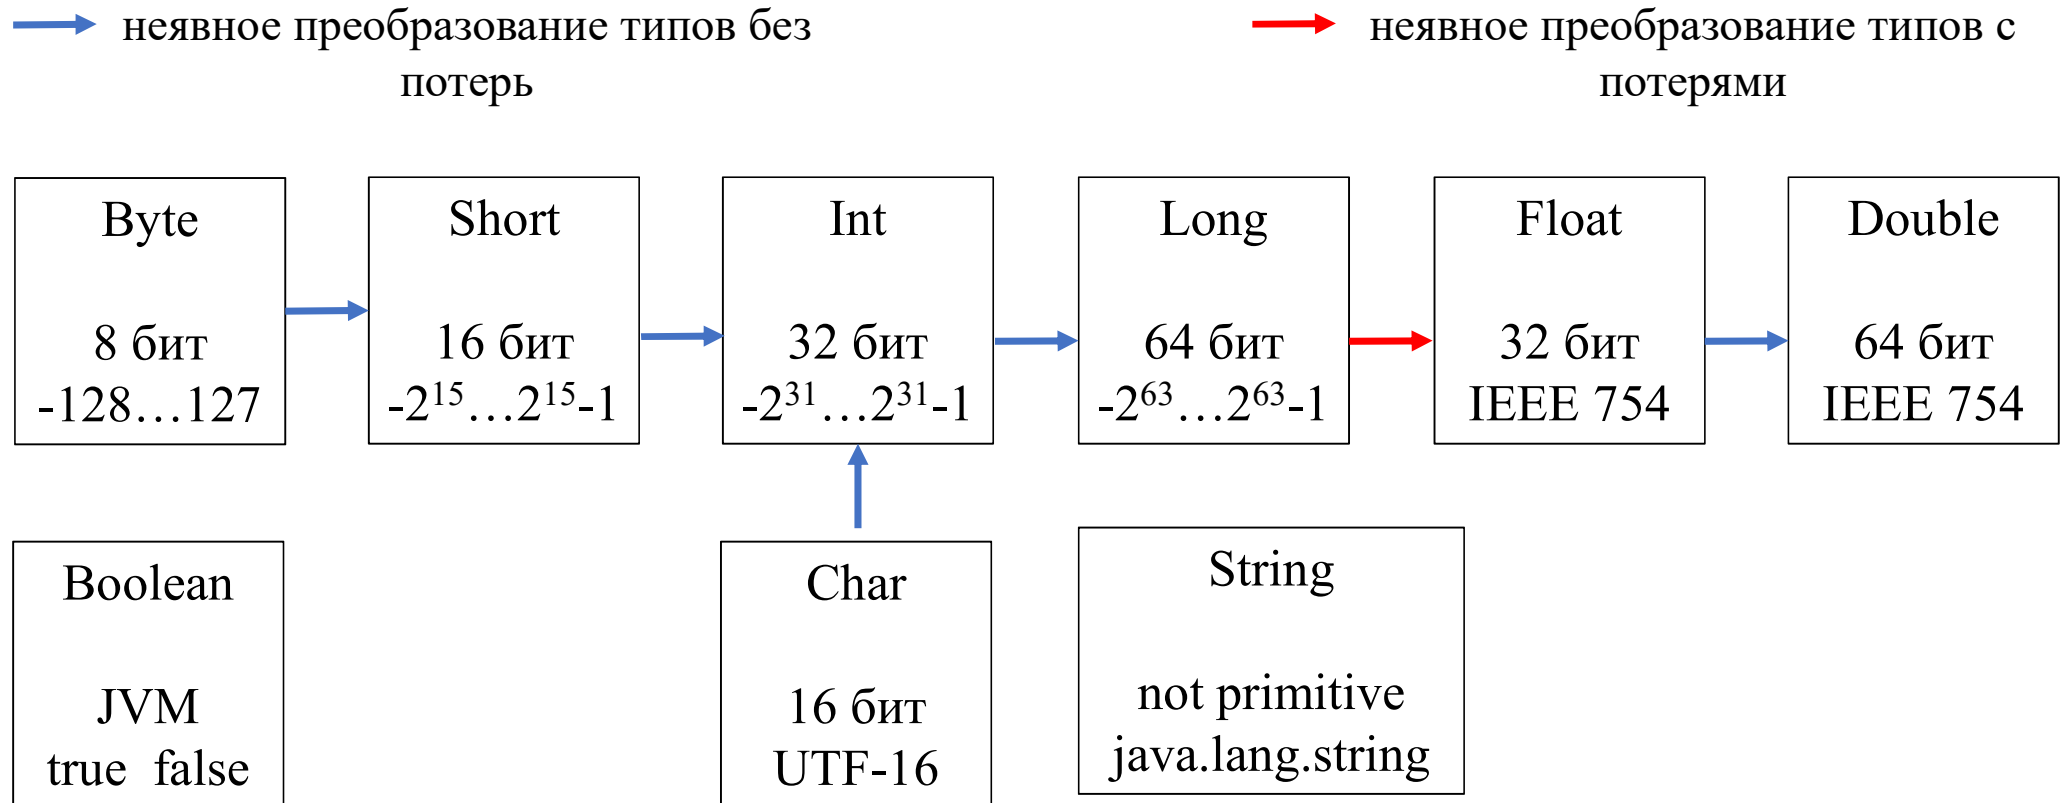 неявное преобразование типов без
потерь
неявное преобразование типов с
потерями
Byte
8 бит
-128…127
Short
16 бит
-2¹⁵…2¹⁵-1
Int
32 бит
-2³¹…2³¹-1
Long
64 бит
-2⁶³…2⁶³-1
Float
32 бит
IEEE 754
Double
64 бит
IEEE 754
Boolean
JVM
true false
Char
16 бит
UTF-16
String
not primitive
java.lang.string